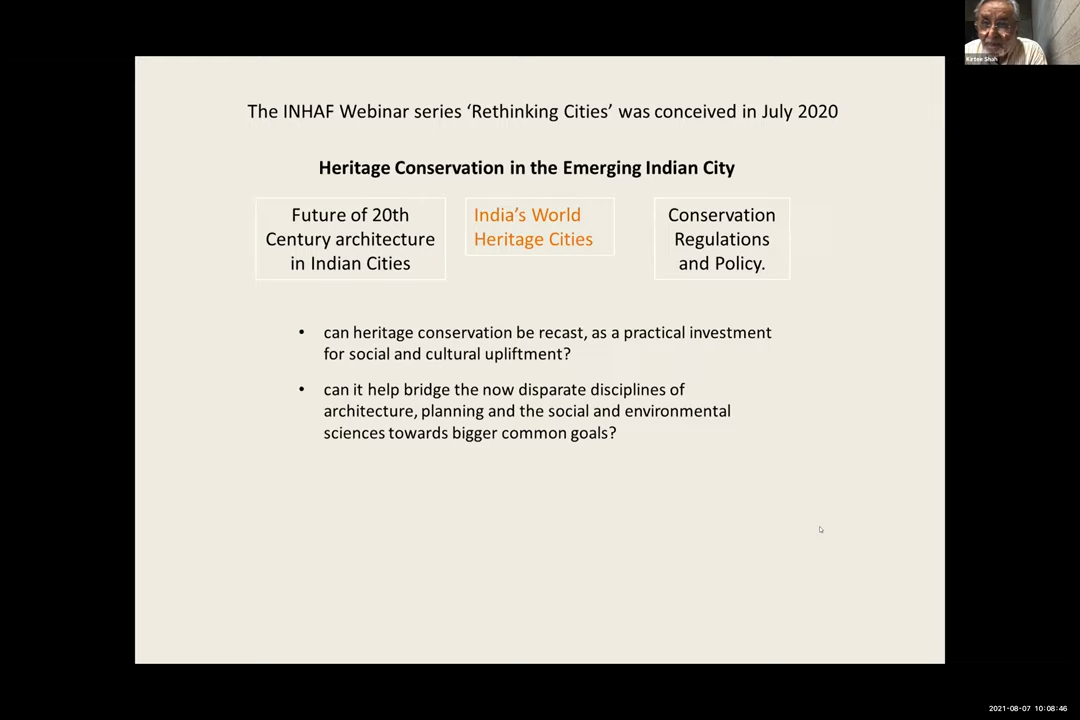 Kirtee Shah
The INHAF Webinar series ‘Rethinking Cities’ was conceived in July 2020
Heritage Conservation in the Emerging Indian City
Future of 20th
Century architecture
in Indian Cities
India’s World
Heritage Cities
Conservation
Regulations
and Policy.
• can heritage conservation be recast, as a practical investment
for social and cultural upliftment?
• can it help bridge the now disparate disciplines of
architecture, planning and the social and environmental
sciences towards bigger common goals?
2021-08-07 10:08:46